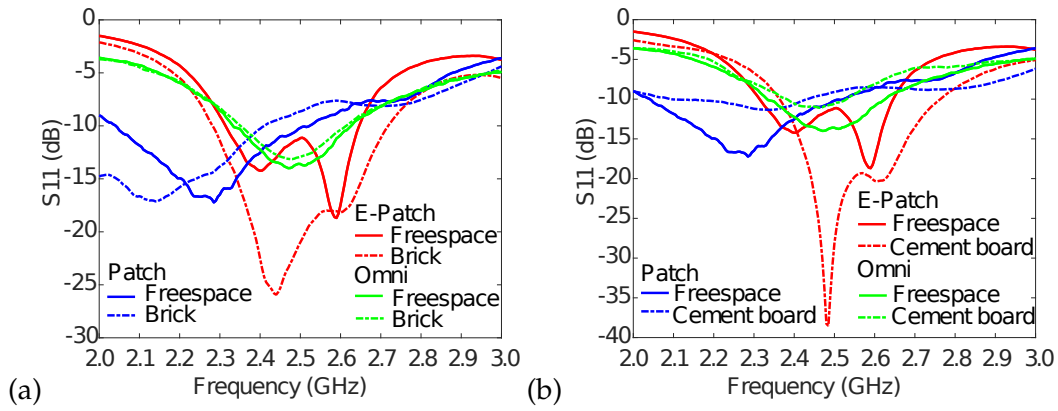 0
-5
-10
-15
-20
-25
-30
S11 (dB)
2.0 2.1 2.2 2.3 2.4 2.5 2.6 2.7 2.8 2.9 3.0
Frequency (GHz)
E-Patch
Freespace
Brick
Omni
Freespace
Brick
Patch
Freespace
Brick
(a)
0
-5
-10
-15
-20
-25
-30
-35
-40
S11 (dB)
2.0 2.1 2.2 2.3 2.4 2.5 2.6 2.7 2.8 2.9 3.0
Frequency (GHz)
E-Patch
Freespace
Cement board
Omni
Freespace
Cement board
Patch
Freespace
Cement board
(b)